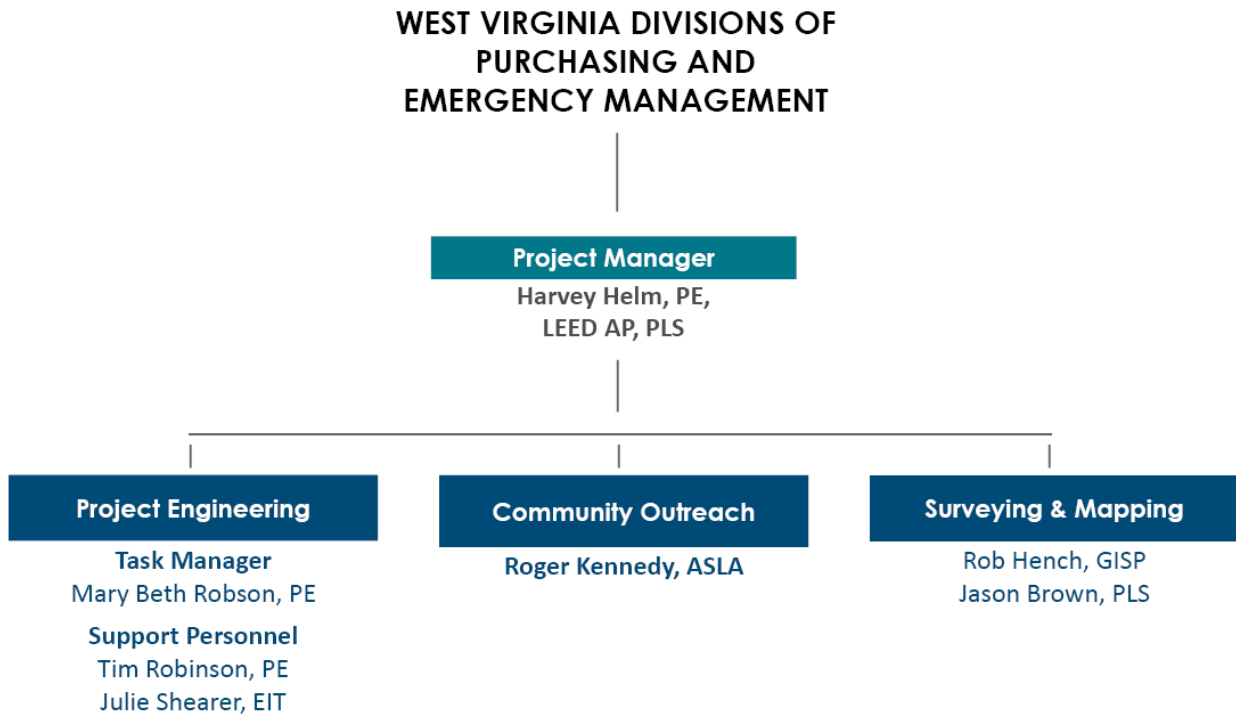 WEST VIRGINIA DIVISIONS OF
PURCHASING AND
EMERGENCY MANAGEMENT
Project Manager
Harvey Helm, PE,
LEED AP, PLS
Project Engineering
Task Manager
Mary Beth Robson, PE
Support Personnel
Tim Robinson, PE
Julie Shearer, EIT
Community Outreach
Roger Kennedy, ASLA
Surveying & Mapping
Rob Hench, GISP
Jason Brown, PLS